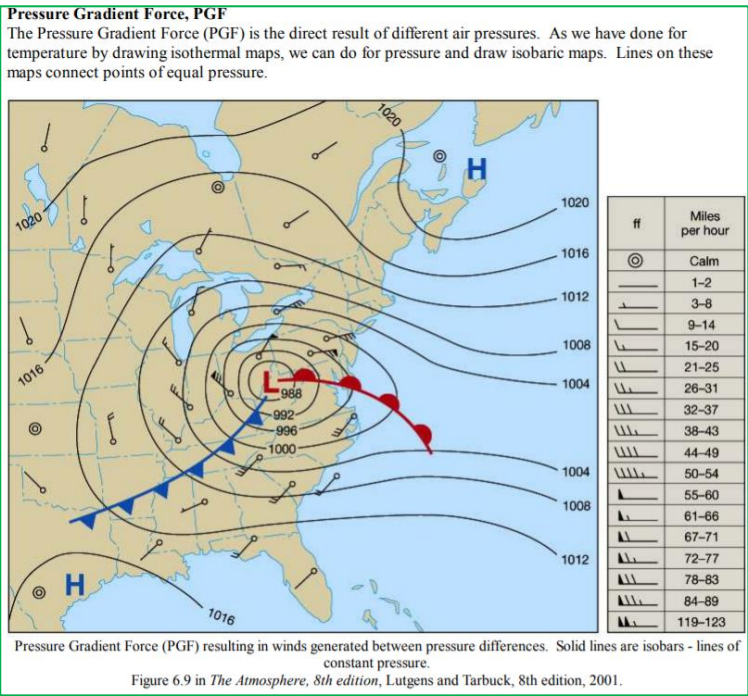 Pressure Gradient Force, PGF
The Pressure Gradient Force (PGF) is the direct result of different air pressures. As we have done for
temperature by drawing isothermal maps, we can do for pressure and draw isobaric maps. Lines on these
maps connect points of equal pressure.
1020
H
1020
1020
1016
1012
1008
1016
1004
L
988
992
996
1000
1004
1008
1012
H
1016
ff Miles per hour
Calm
1–2
3–8
9–14
15–20
21–25
26–31
32–37
38–43
44–49
50–54
55–60
61–66
67–71
72–77
78–83
84–89
119–123
Pressure Gradient Force (PGF) resulting in winds generated between pressure differences. Solid lines are isobars - lines of
constant pressure.
Figure 6.9 in The Atmosphere, 8th edition, Lutgens and Tarbuck, 8th edition, 2001.